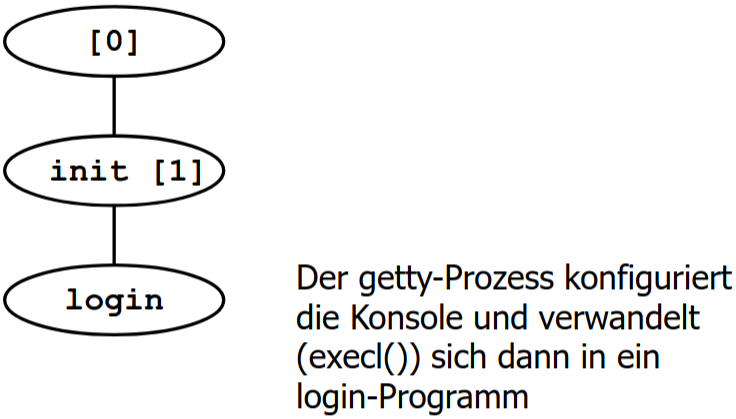 [0]
init [1]
login
Der getty-Prozess konfiguriert
die Konsole und verwandelt
(execl()) sich dann in ein
login-Programm